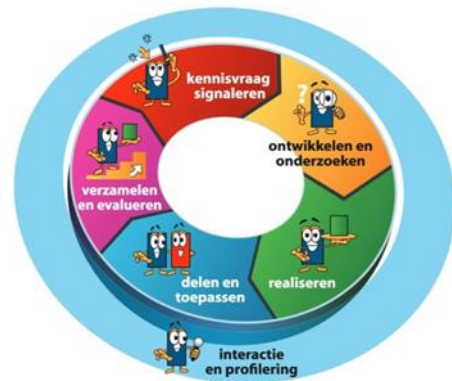 kennisvraag
signaleren
?
ontwikkelen en
onderzoeken
realiseren
delen en
toepassen
verzamelen
en evalueren
interactie
en profilering